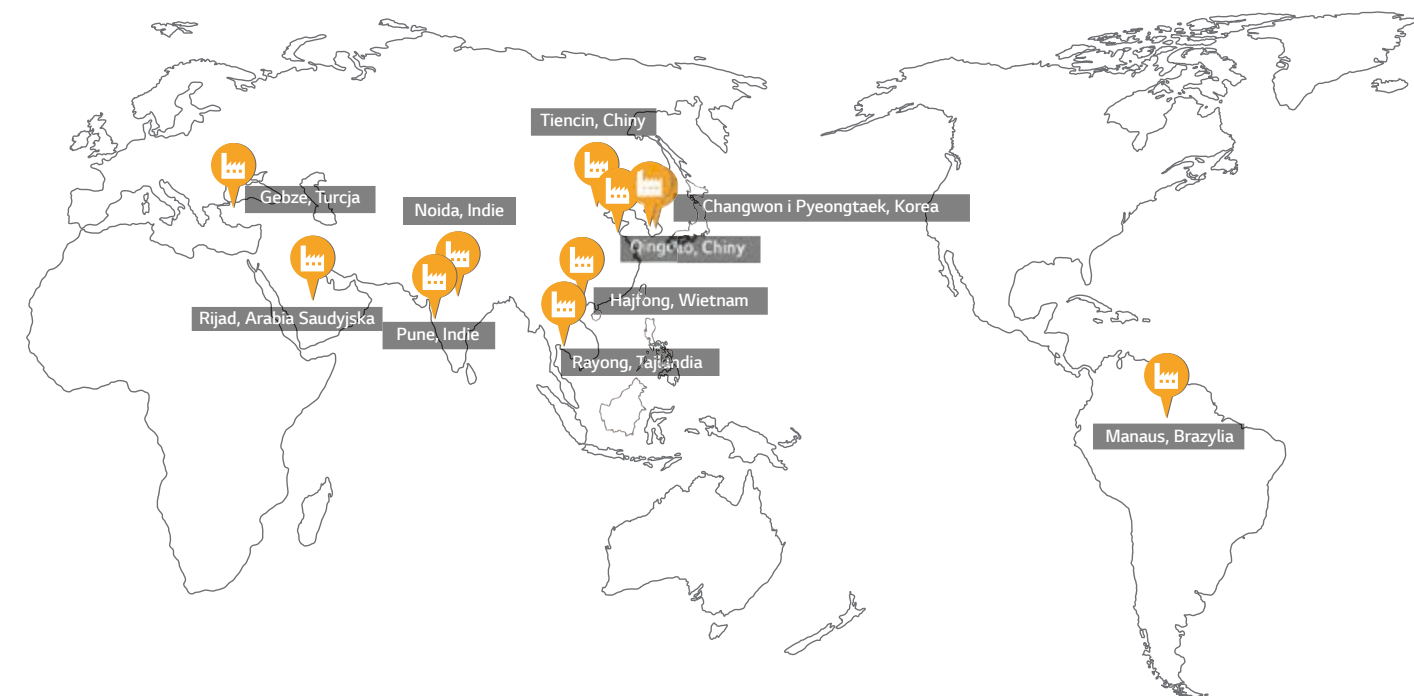 Tiencin, Chiny
Gebze, Turcja
Noida, Indie
Changwon i Pyeongtaek, Korea
Chiny
Hajfong, Wietnam
Rijad, Arabia Saudyjska
Pune, Indie
Rayong, Tajlandia
Manaus, Brazylia